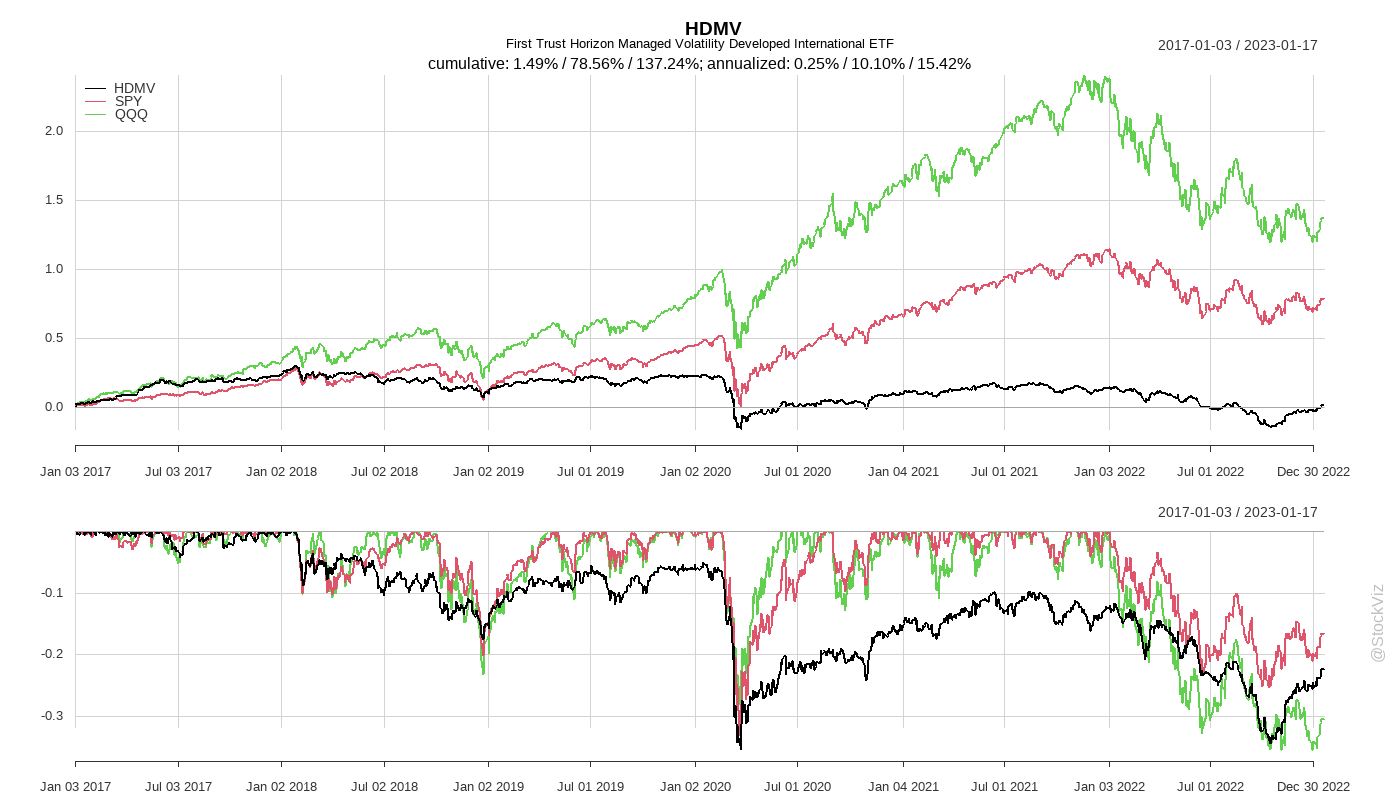 HDMV
First Trust Horizon Managed Volatility Developed International ETF
2017-01-03 / 2023-01-17
cumulative: 1.49% / 78.56% / 137.24%; annualized: 0.25% / 10.10% / 15.42%
HDMV
SPY
QQQ
2.0
1.5
1.0
0.5
0.0
Jan 03 2017 Jul 03 2017 Jan 02 2018 Jul 02 2018 Jan 02 2019 Jul 01 2019 Jan 02 2020 Jul 01 2020 Jan 04 2021 Jul 01 2021 Jan 03 2022 Jul 01 2022 Dec 30 2022
2017-01-03 / 2023-01-17
-0.1
-0.2
-0.3
Jan 03 2017 Jul 03 2017 Jan 02 2018 Jul 02 2018 Jan 02 2019 Jul 01 2019 Jan 02 2020 Jul 01 2020 Jan 04 2021 Jul 01 2021 Jan 03 2022 Jul 01 2022 Dec 30 2022
@StockViz